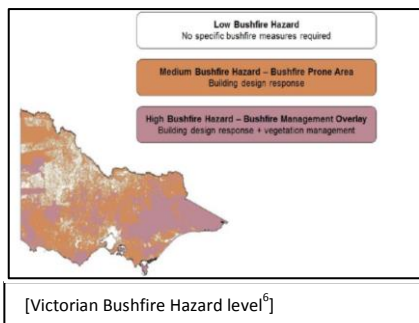 Low Bushfire Hazard
No specific bushfire measures required
Medium Bushfire Hazard – Bushfire Prone Area
Building design response
High Bushfire Hazard – Bushfire Management Overlay
Building design response + vegetation management
[Victorian Bushfire Hazard level⁶]